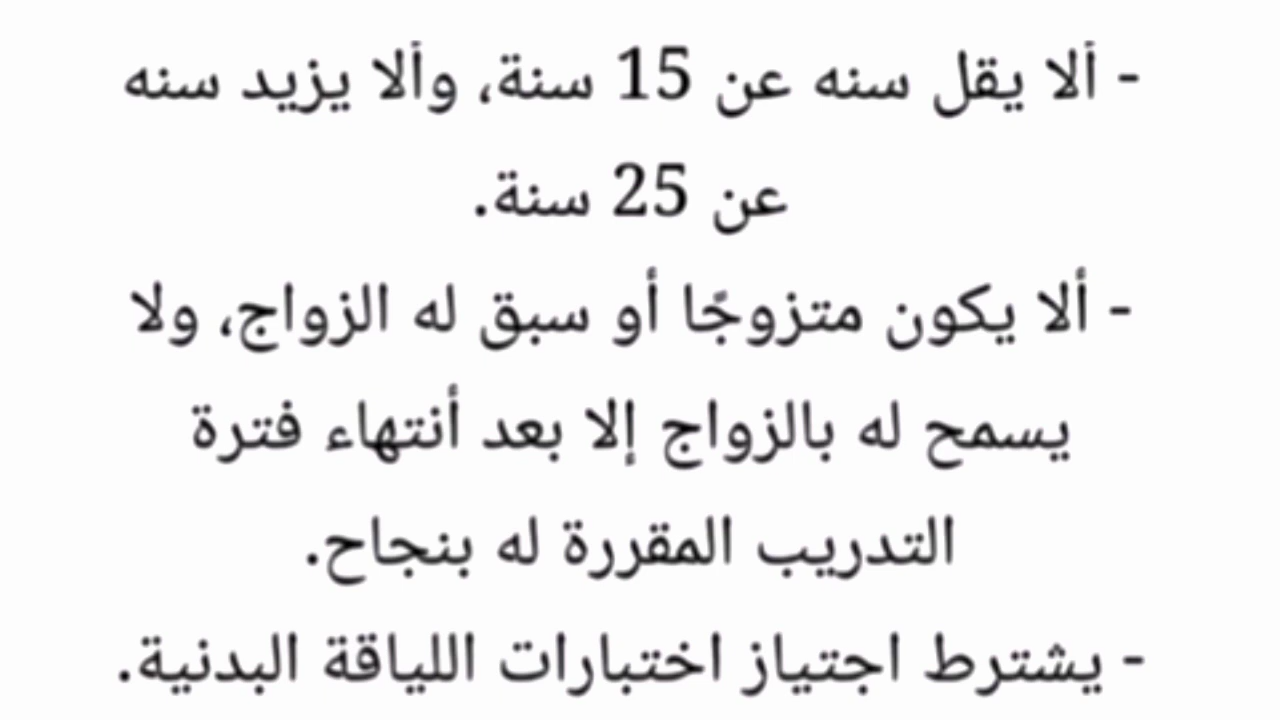 - ألا يقل سنه عن 15 سنة، وألا يزيد سنه
عن 25 سنة.
- ألا يكون متزوجًا أو سبق له الزواج، ولا
يسمح له بالزواج إلا بعد أنتهاء فترة
التدريب المقررة له بنجاح.
- يشترط اجتياز اختبارات اللياقة البدنية.